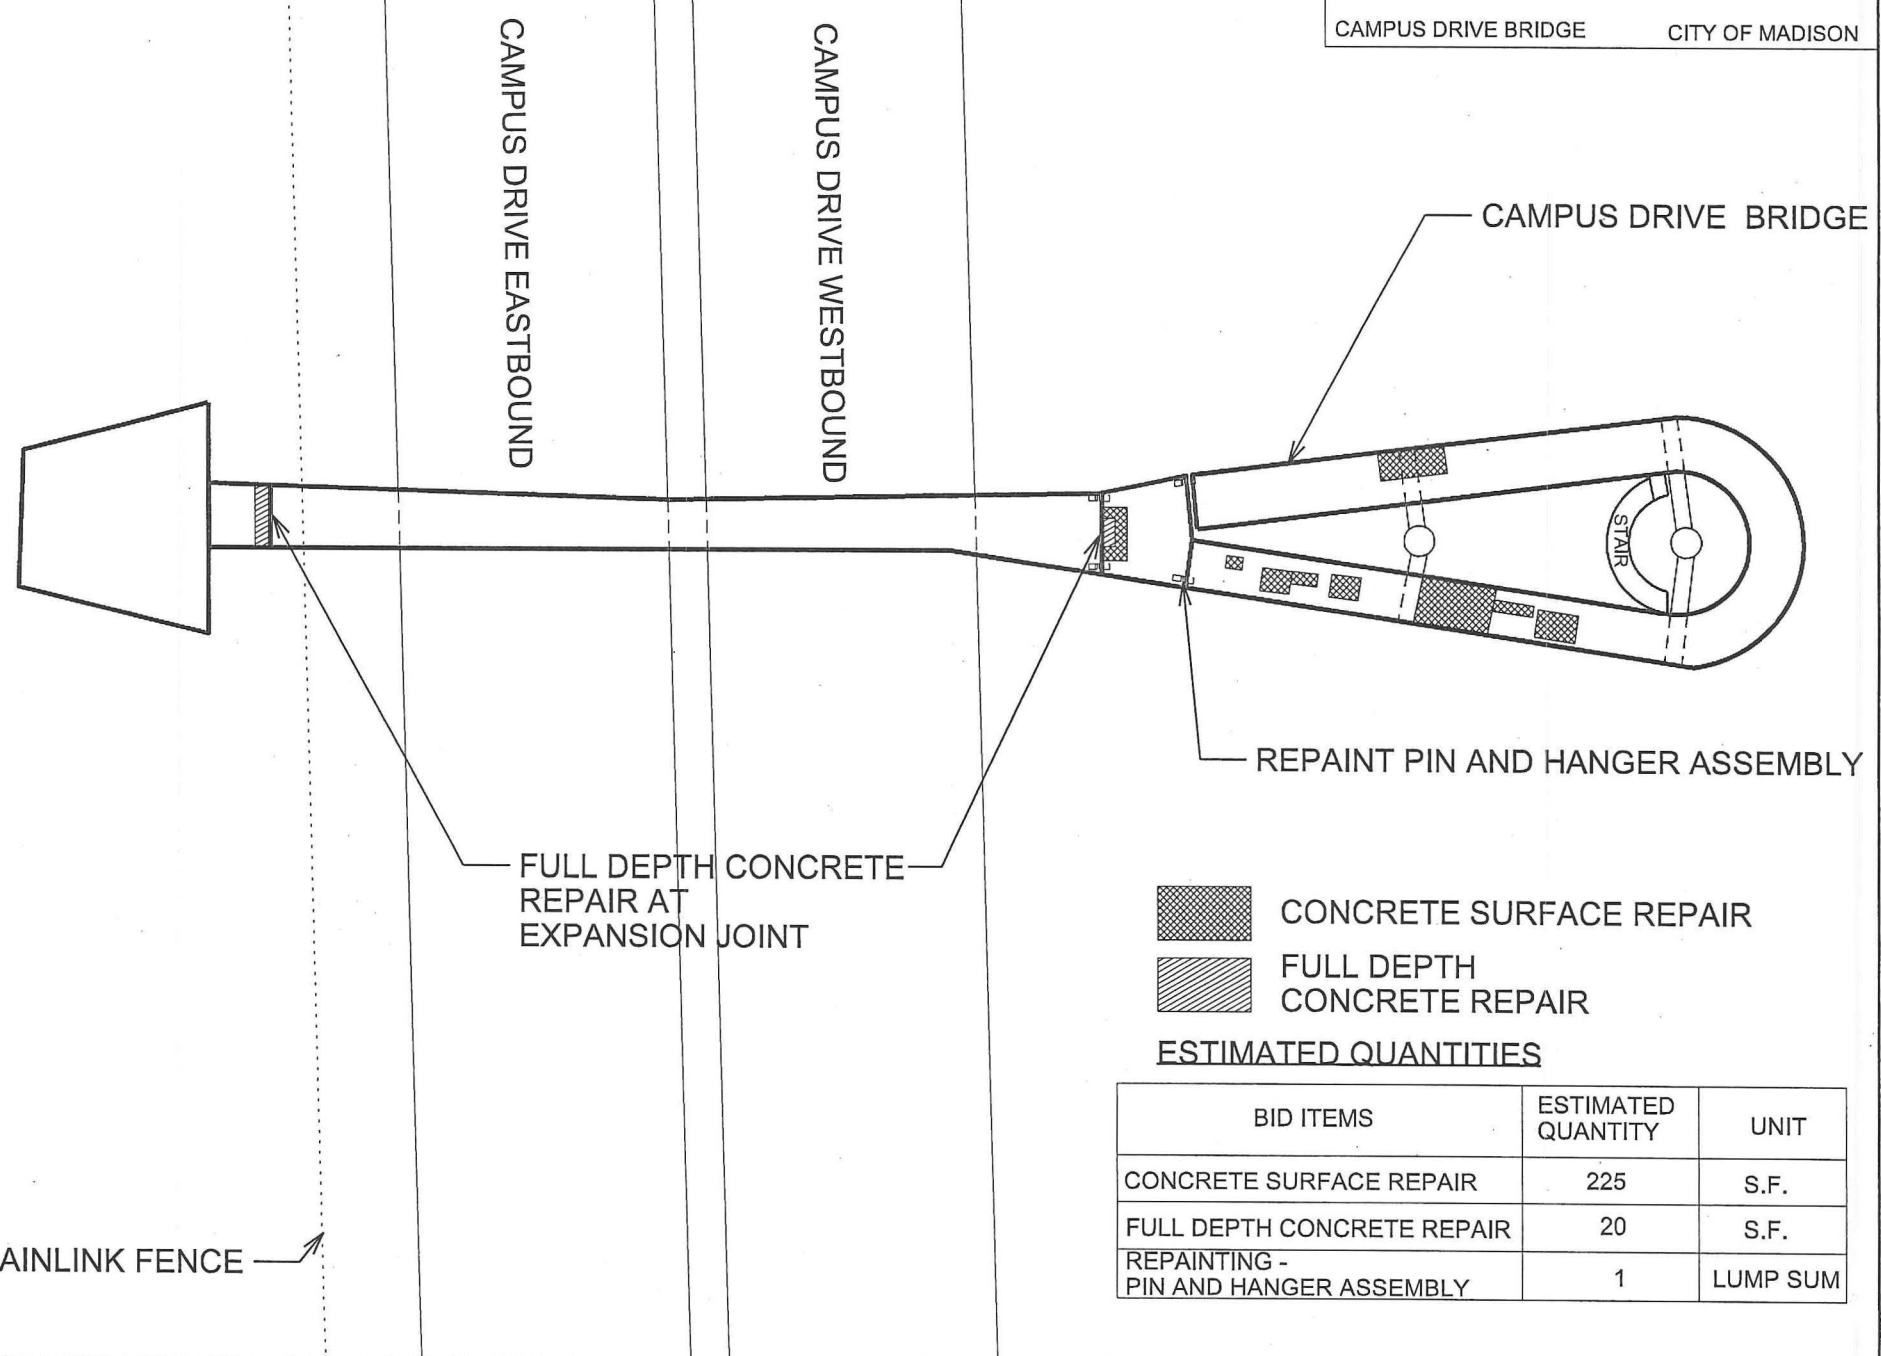 CAMPUS DRIVE BRIDGE CITY OF MADISON
CAMPUS DRIVE EASTBOUND
CAMPUS DRIVE WESTBOUND
CAMPUS DRIVE BRIDGE
STAIR
REPAINT PIN AND HANGER ASSEMBLY
FULL DEPTH CONCRETE
REPAIR AT
EXPANSION JOINT
CONCRETE SURFACE REPAIR
FULL DEPTH
CONCRETE REPAIR
ESTIMATED QUANTITIES
BID ITEMS ESTIMATED QUANTITY UNIT
CONCRETE SURFACE REPAIR 225 S.F.
FULL DEPTH CONCRETE REPAIR 20 S.F.
REPAINTING -
PIN AND HANGER ASSEMBLY 1 LUMP SUM
AINLINK FENCE